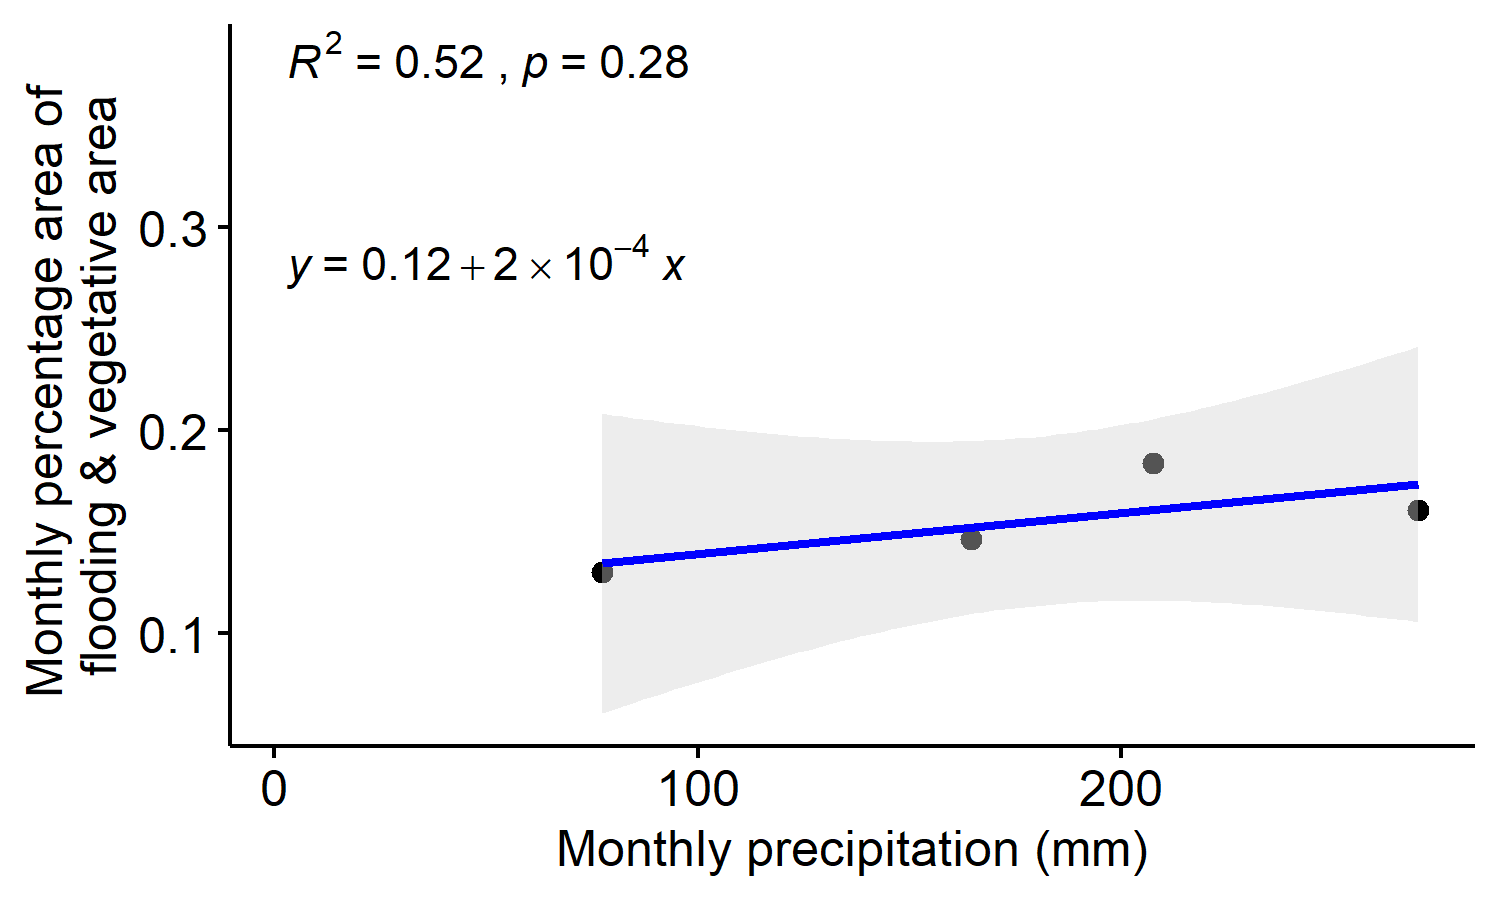 R² = 0.52 , p = 0.28
y = 0.12 + 2 × 10⁻⁴ x
Monthly percentage area of
flooding & vegetative area
0.3
0.2
0.1
0 100 200
Monthly precipitation (mm)